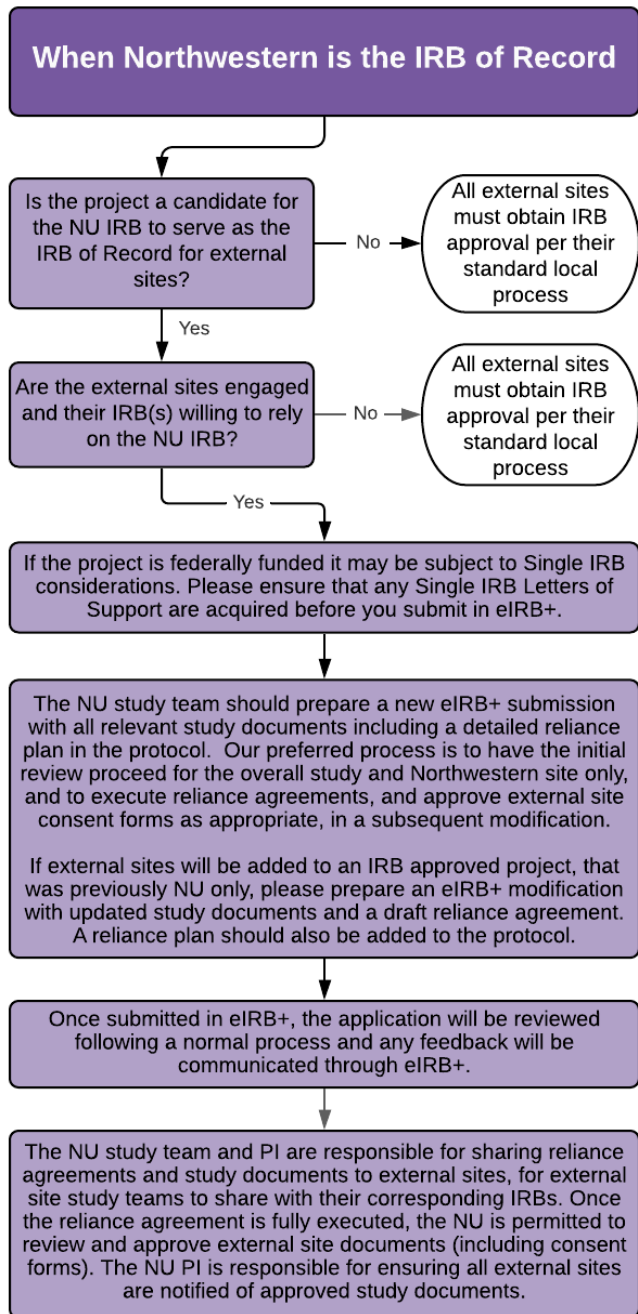 When Northwestern is the IRB of Record
Is the project a candidate for
the NU IRB to serve as the
IRB of Record for external
sites?
No
All external sites
must obtain IRB
approval per their
standard local
process
Yes
Are the external sites engaged
and their IRB(s) willing to rely
on the NU IRB?
No
All external sites
must obtain IRB
approval per their
standard local
process
Yes
If the project is federally funded it may be subject to Single IRB
considerations. Please ensure that any Single IRB Letters of
Support are acquired before you submit in eIRB+.
The NU study team should prepare a new eIRB+ submission
with all relevant study documents including a detailed reliance
plan in the protocol.  Our preferred process is to have the initial
review proceed for the overall study and Northwestern site only,
and to execute reliance agreements, and approve external site
consent forms as appropriate, in a subsequent modification.
If external sites will be added to an IRB approved project, that
was previously NU only, please prepare an eIRB+ modification
with updated study documents and a draft reliance agreement.
A reliance plan should also be added to the protocol.
Once submitted in eIRB+, the application will be reviewed
following a normal process and any feedback will be
communicated through eIRB+.
The NU study team and PI are responsible for sharing reliance
agreements and study documents to external sites, for external
site study teams to share with their corresponding IRBs. Once
the reliance agreement is fully executed, the NU is permitted to
review and approve external site documents (including consent
forms). The NU PI is responsible for ensuring all external sites
are notified of approved study documents.